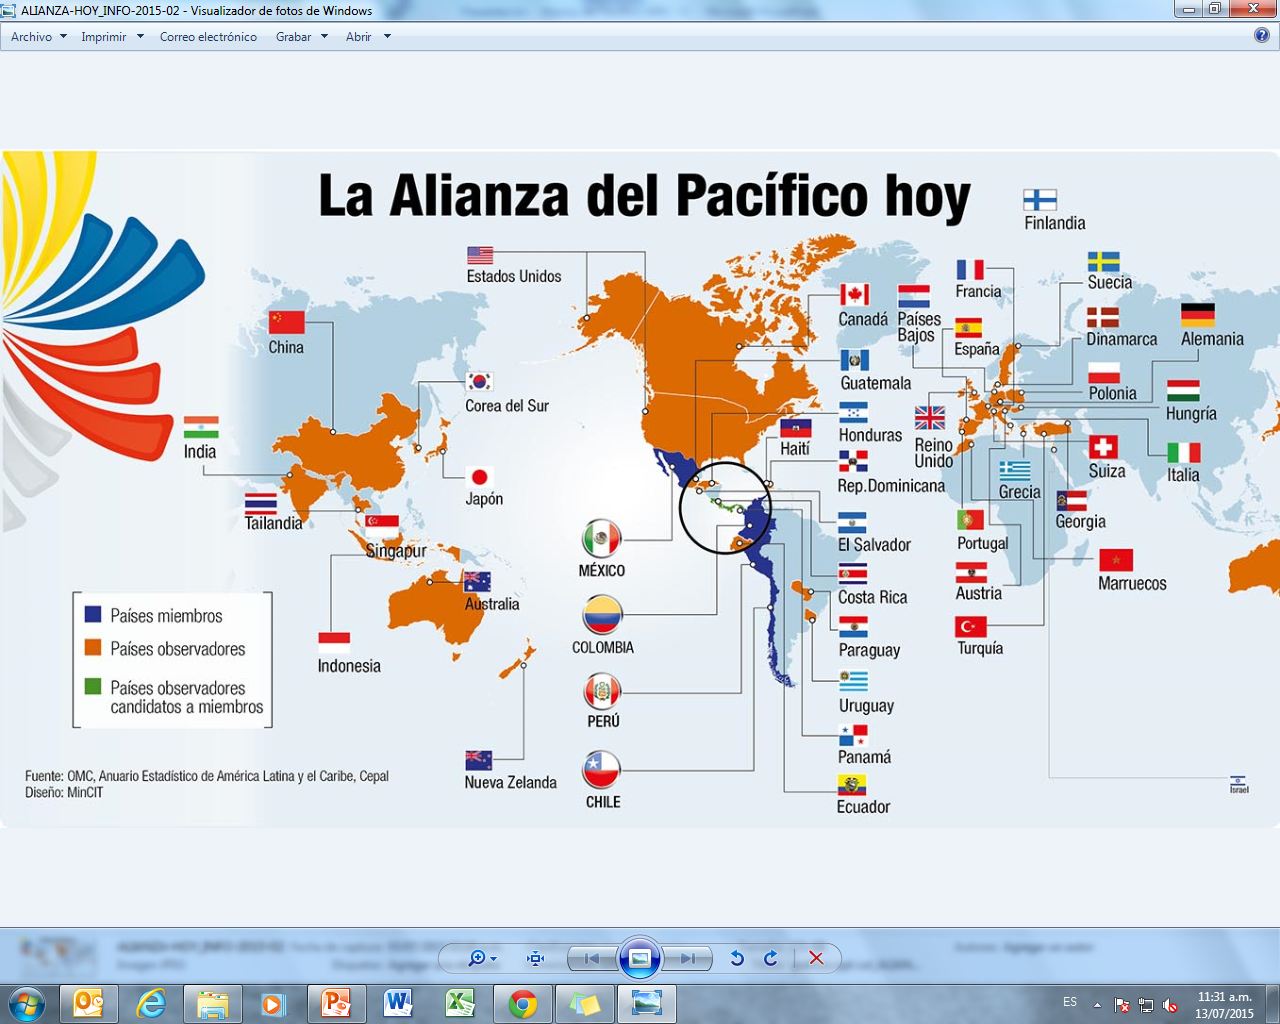 ALIANZA-HOY_INFO-2015-02 - Visualizador de fotos de Windows
Archivo Imprimir Correo electrónico Grabar Abrir
La Alianza del Pacífico hoy
Finlandia
Estados Unidos
Francia
Suecia
China
Canadá
Países
Bajos
España
Dinamarca
Alemania
Corea del Sur
Guatemala
Polonia
Hungría
India
Honduras
Haití
Reino
Unido
Suiza
Italia
Japón
Rep.Dominicana
Grecia
Tailandia
Singapur
El Salvador
Portugal
Georgia
MÉXICO
Australia
Costa Rica
Austria
Marruecos
Países miembros
Países observadores
Países observadores
candidatos a miembros
Indonesia
COLOMBIA
Paraguay
Turquía
Uruguay
PERÚ
Panamá
Nueva Zelanda
CHILE
Ecuador
Israel
Fuente: OMC, Anuario Estadístico de América Latina y el Caribe, Cepal
Diseño: MinCIT
ES
11:31 a.m.
13/07/2015